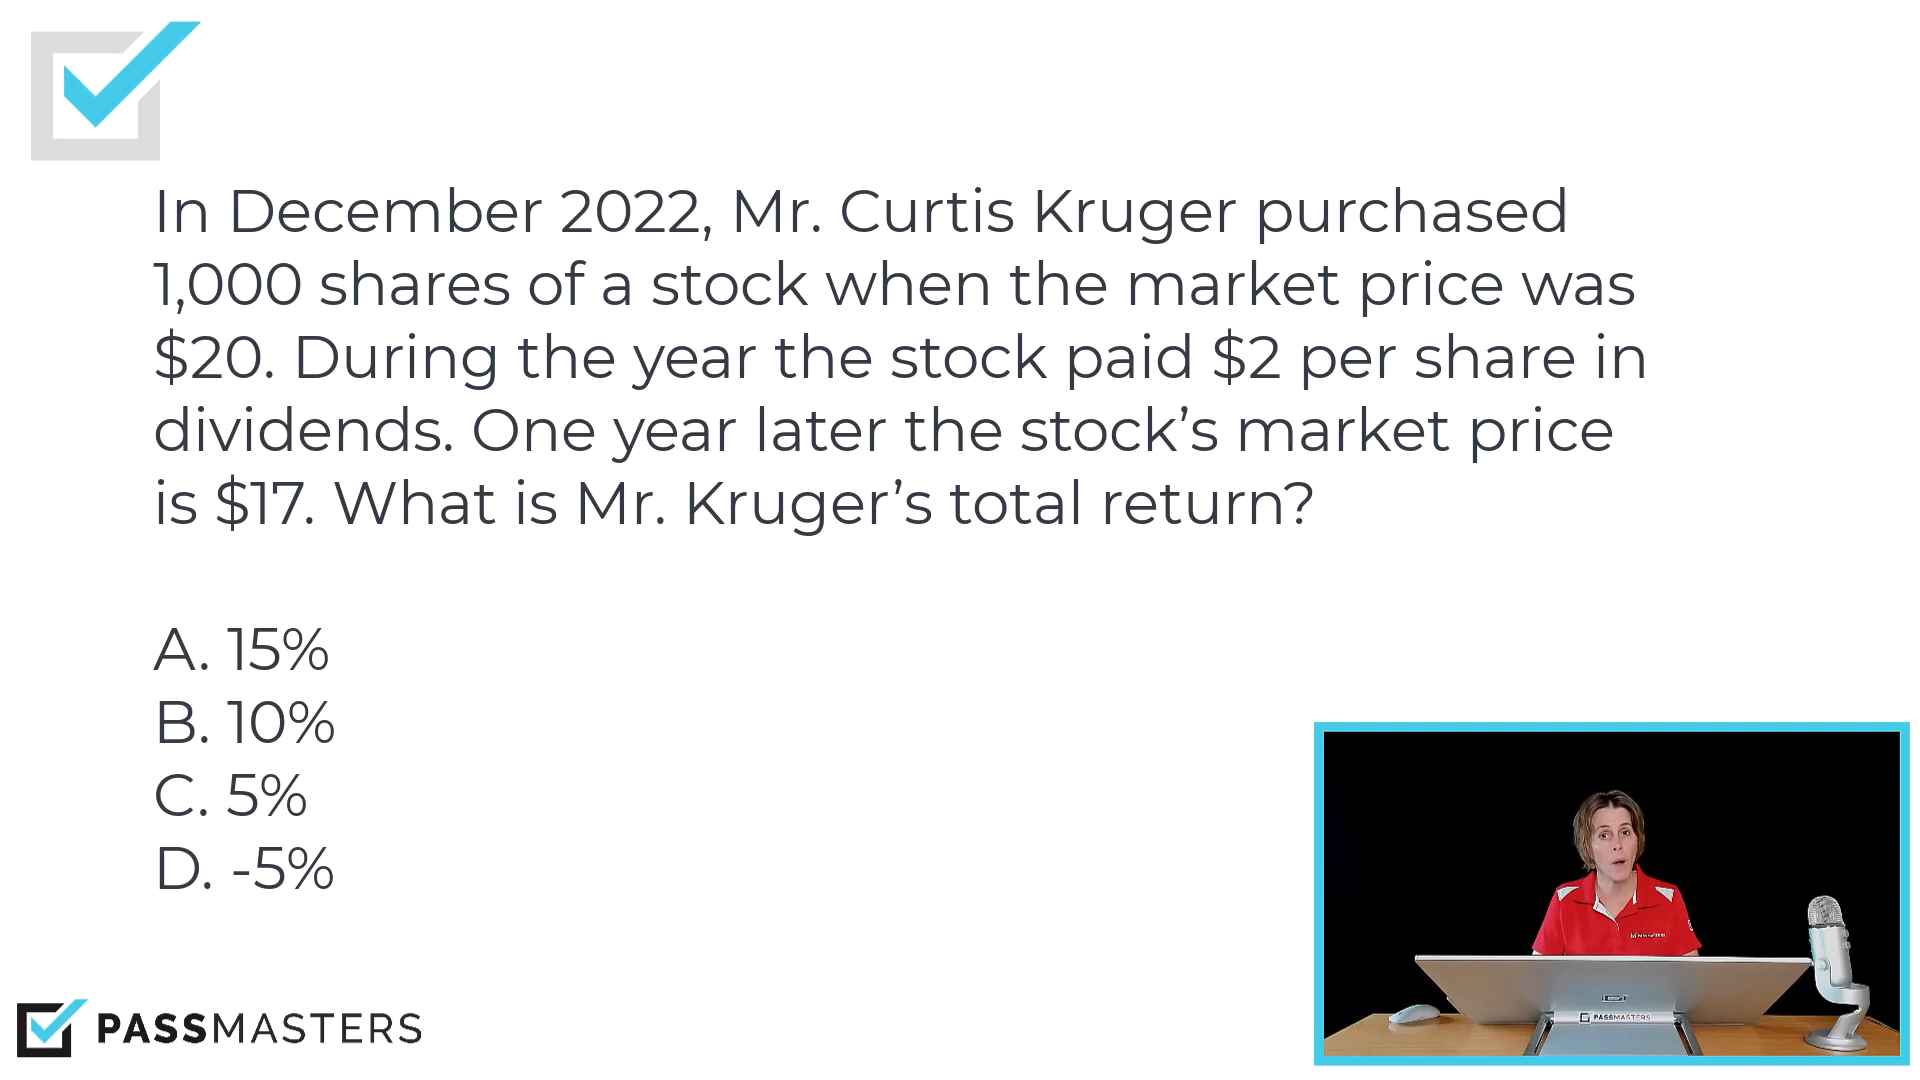 In December 2022, Mr. Curtis Kruger purchased
1,000 shares of a stock when the market price was
$20. During the year the stock paid $2 per share in
dividends. One year later the stock’s market price
is $17. What is Mr. Kruger’s total return?
A. 15%
B. 10%
C. 5%
D. -5%
PASSMASTERS
PASSMASTERS
PASSMASTERS